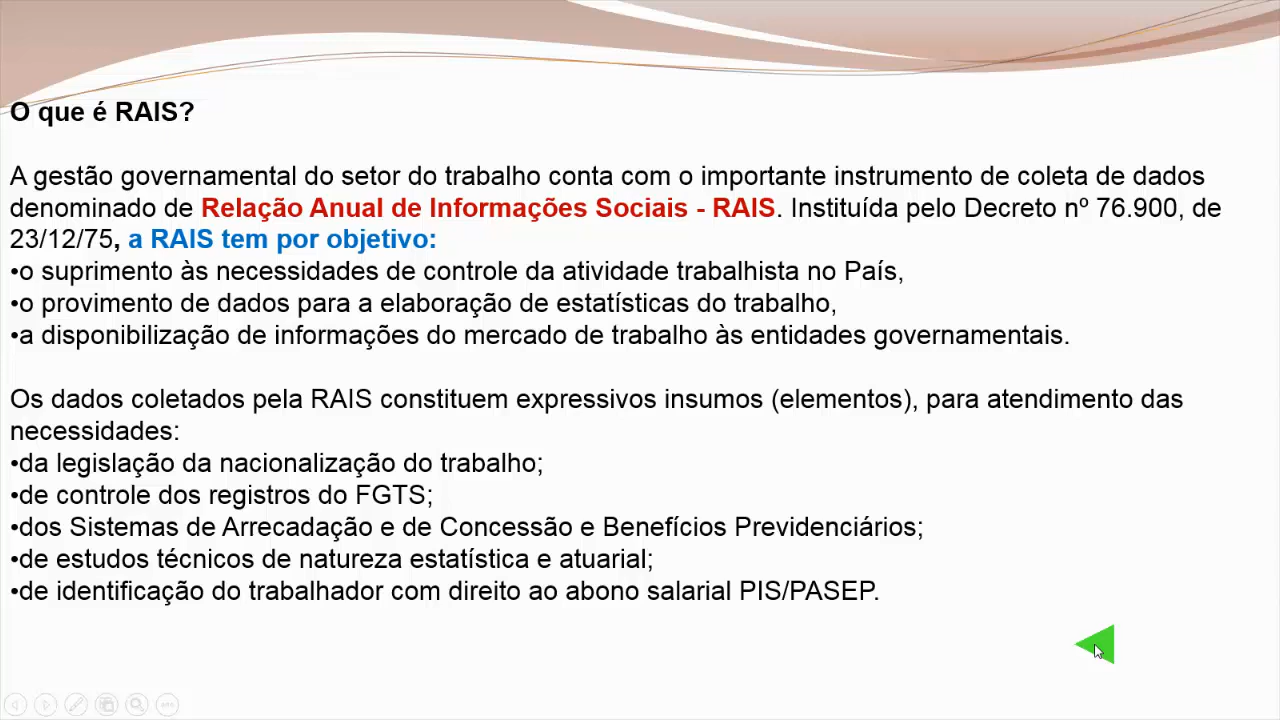 O que é RAIS?
A gestão governamental do setor do trabalho conta com o importante instrumento de coleta de dados
denominado de Relação Anual de Informações Sociais - RAIS. Instituída pelo Decreto nº 76.900, de
23/12/75, a RAIS tem por objetivo:
•o suprimento às necessidades de controle da atividade trabalhista no País,
•o provimento de dados para a elaboração de estatísticas do trabalho,
•a disponibilização de informações do mercado de trabalho às entidades governamentais.
Os dados coletados pela RAIS constituem expressivos insumos (elementos), para atendimento das
necessidades:
•da legislação da nacionalização do trabalho;
•de controle dos registros do FGTS;
•dos Sistemas de Arrecadação e de Concessão e Benefícios Previdenciários;
•de estudos técnicos de natureza estatística e atuarial;
•de identificação do trabalhador com direito ao abono salarial PIS/PASEP.